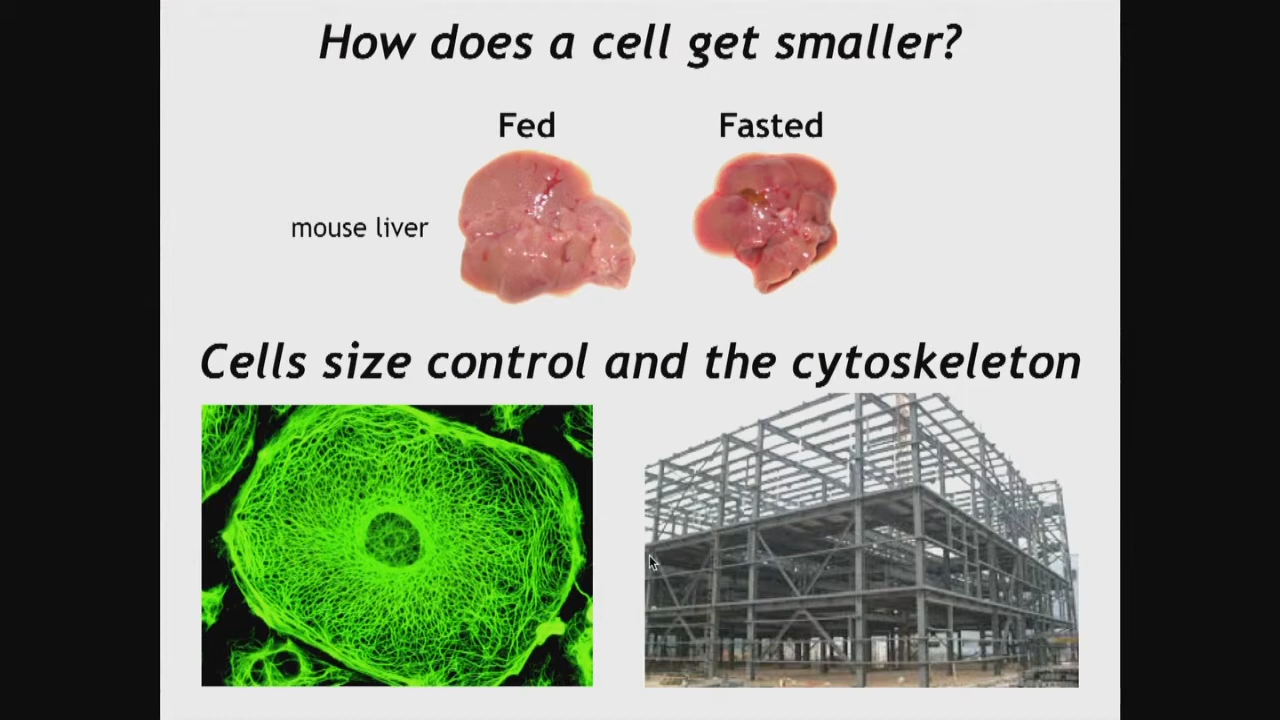 How does a cell get smaller?
Fed
Fasted
mouse liver
Cells size control and the cytoskeleton